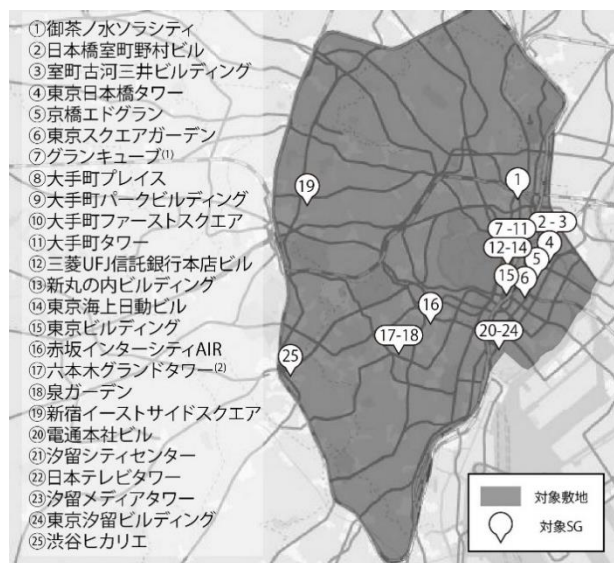 ①御茶ノ水ソラシティ
②日本橋室町野村ビル
③室町古河三井ビルディング
④東京日本橋タワー
⑤京橋エドグラン
⑥東京スクエアガーデン
⑦グランキューブ(1)
⑧大手町プレイス
⑨大手町パークビルディング
⑩大手町ファーストスクエア
⑪大手町タワー
⑫三菱UFJ信託銀行本店ビル
⑬新丸の内ビルディング
⑭東京海上日動ビル
⑮東京ビルディング
⑯赤坂インターシティAIR
⑰六本木グランドタワー(2)
⑱泉ガーデン
⑲新宿イーストサイドスクエア
⑳電通本社ビル
㉑汐留シティセンター
㉒日本テレビタワー
㉓汐留メディアタワー
㉔東京汐留ビルディング
㉕渋谷ヒカリエ
1
19
7 -11
2 - 3
12-14
4
5
15
6
16
17-18
20-24
25
対象敷地
対象SG